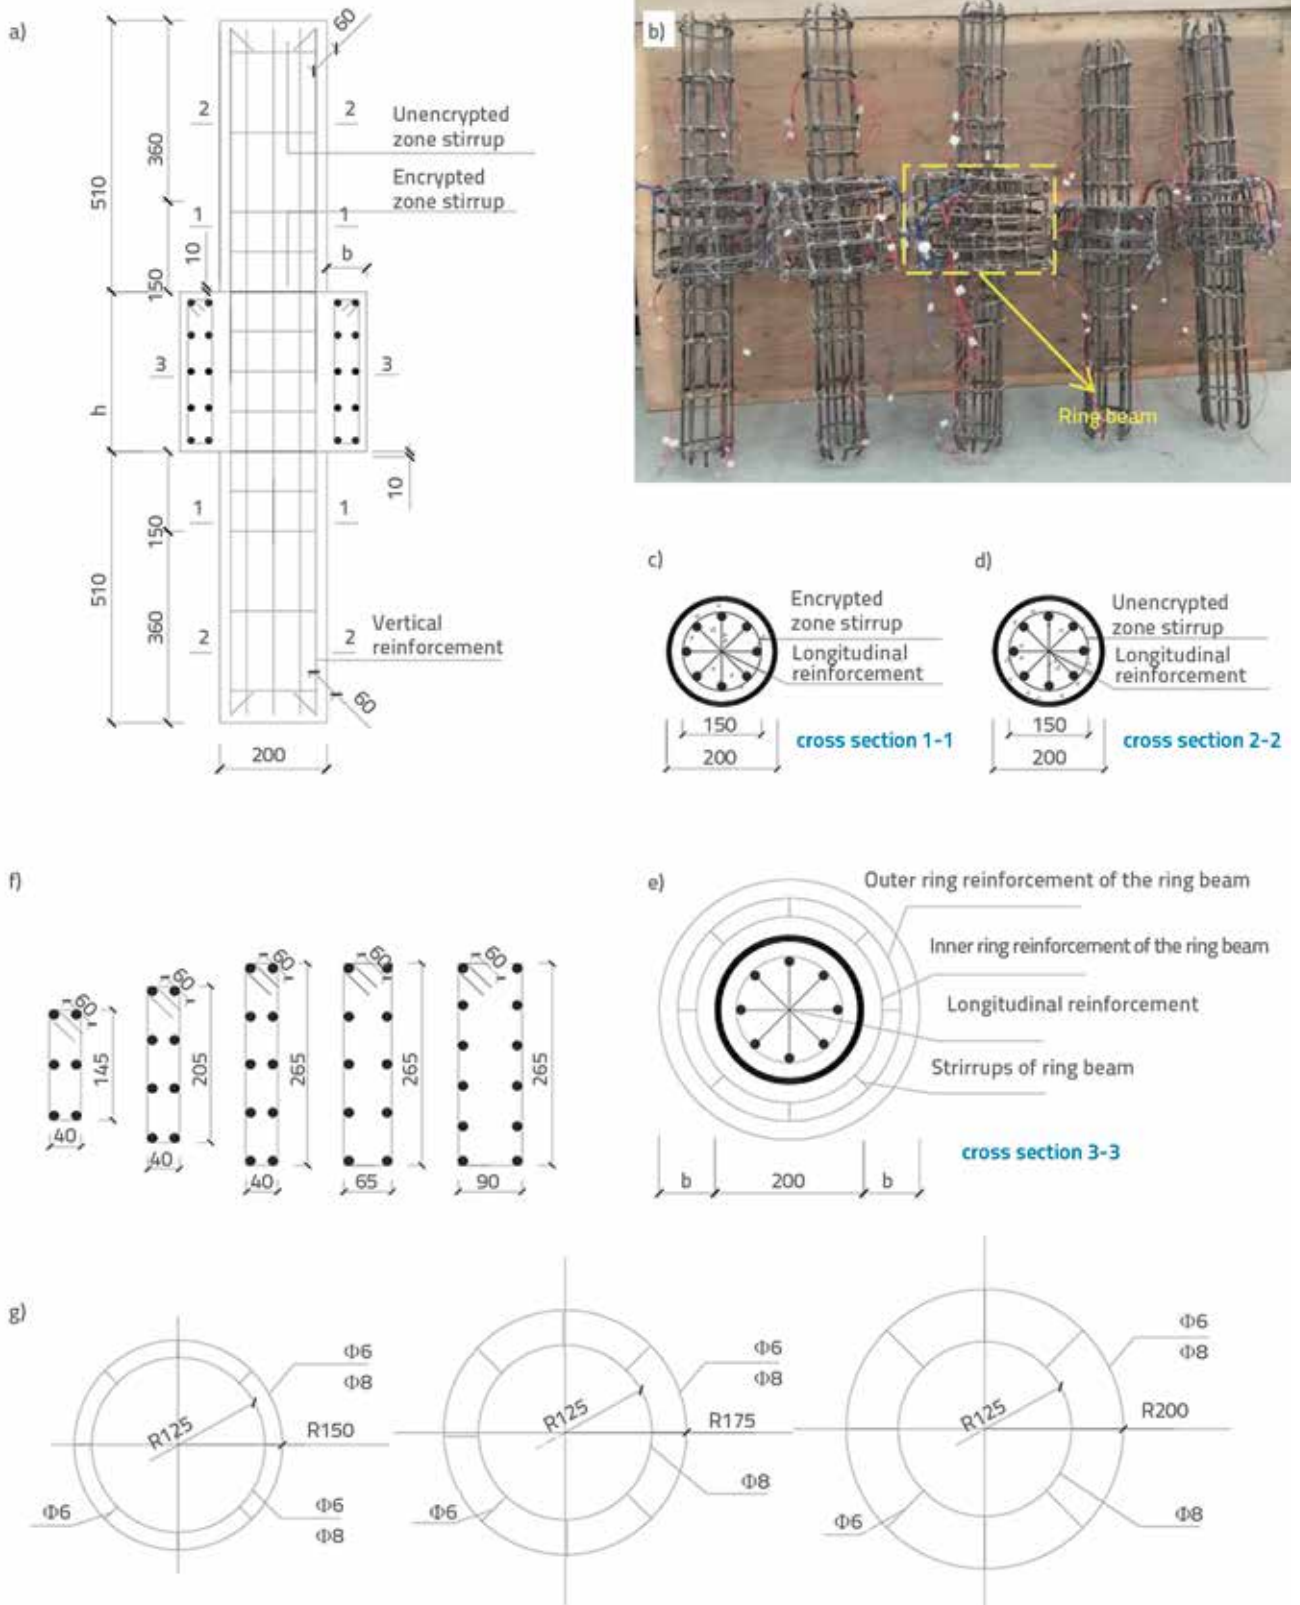 a)
60
2
2
Unencrypted
zone stirrup
360
510
Encrypted
zone stirrup
1
1
10
b
150
3
3
h
10
1
1
150
510
360
2
2
Vertical
reinforcement
60
200
b)
Ring beam
c)
Encrypted
zone stirrup
Longitudinal
reinforcement
150
200
cross section 1-1
d)
Unencrypted
zone stirrup
Longitudinal
reinforcement
150
200
cross section 2-2
f)
60
145
40
60
205
40
60
265
40
60
265
65
60
265
90
e)
Outer ring reinforcement of the ring beam
Inner ring reinforcement of the ring beam
Longitudinal reinforcement
Strirrups of ring beam
cross section 3-3
b
200
b
g)
Φ6
Φ8
R125
R150
Φ6
Φ6
Φ8
Φ6
Φ8
R125
R175
Φ8
Φ6
Φ6
Φ8
R125
R200
Φ6
Φ8